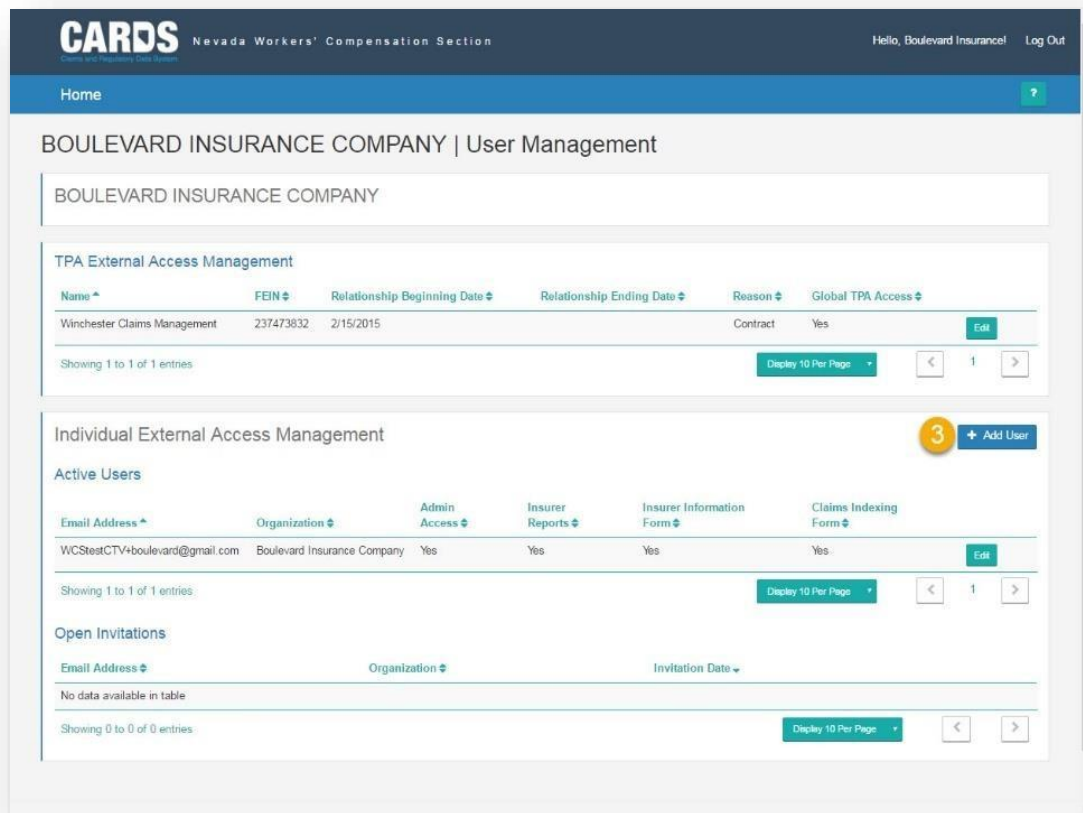 CARDS Nevada Workers' Compensation Section Hello, Boulevard Insurance! Log Out
Claims and Regulatory Data System
Home ?
BOULEVARD INSURANCE COMPANY | User Management
BOULEVARD INSURANCE COMPANY
TPA External Access Management
Name FEIN Relationship Beginning Date Relationship Ending Date Reason Global TPA Access
Winchester Claims Management 237473832 2/15/2015 Contract Yes Edit
Showing 1 to 1 of 1 entries Display 10 Per Page < 1 >
Individual External Access Management 3 + Add User
Active Users
Email Address Organization Admin Access Insurer Reports Insurer Information Form Claims Indexing Form
WCStestCTV+boulevard@gmail.com Boulevard Insurance Company Yes Yes Yes Yes Edit
Showing 1 to 1 of 1 entries Display 10 Per Page < 1 >
Open Invitations
Email Address Organization Invitation Date
No data available in table
Showing 0 to 0 of 0 entries Display 10 Per Page < >